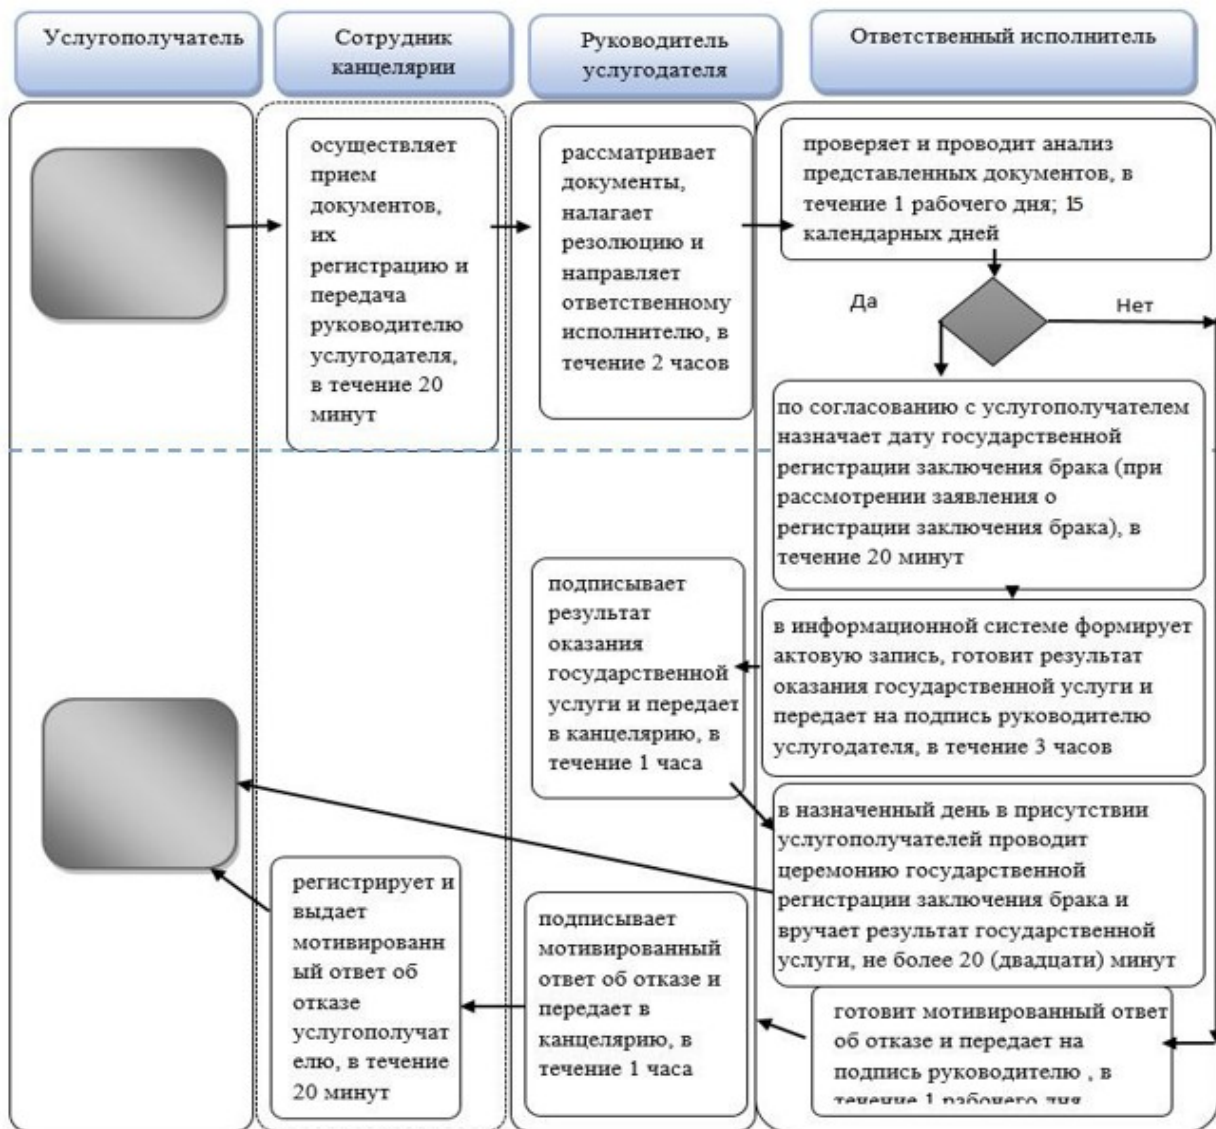 Услугополучатель
Сотрудник
канцелярии
Руководитель
услугодателя
Ответственный исполнитель
осуществляет
прием
документов,
их
регистрацию и
передача
руководителю
услугодателя,
в течение 20
минут
рассматривает
документы,
налагает
резолюцию и
направляет
ответственному
исполнителю, в
течение 2 часов
проверяет и проводит анализ
представленных документов, в
течение 1 рабочего дня; 15
календарных дней
Да
Нет
по согласованию с услугополучателем
назначает дату государственной
регистрации заключения брака (при
рассмотрении заявления о
регистрации заключения брака), в
течение 20 минут
подписывает
результат
оказания
государственной
услуги и передает
в канцелярию, в
течение 1 часа
в информационной системе формирует
актовую запись, готовит результат
оказания государственной услуги и
передает на подпись руководителю
услугодателя, в течение 3 часов
в назначенный день в присутствии
услугополучателей проводит
церемонию государственной
регистрации заключения брака и
вручает результат государственной
услуги, не более 20 (двадцати) минут
регистрирует и
выдает
мотивированн
ый ответ об
отказе
услугополучат
елю, в течение
20 минут
подписывает
мотивированный
ответ об отказе и
передает в
канцелярию, в
течение 1 часа
готовит мотивированный ответ
об отказе и передает на
подпись руководителю , в
течение 1 рабочего дня